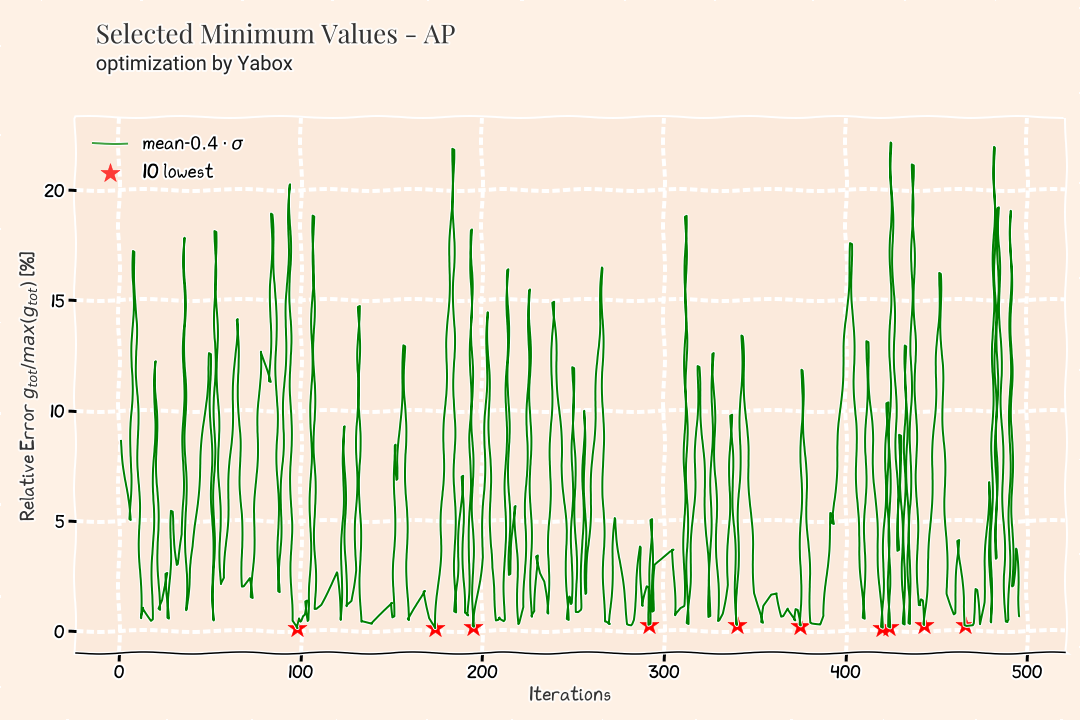 Selected Minimum Values - AP
optimization by Yabox
mean-0.4 · σ
10 lowest
Relative Error g_tot/max(g_tot) [%]
20
15
10
5
0
0 100 200 300 400 500
Iterations